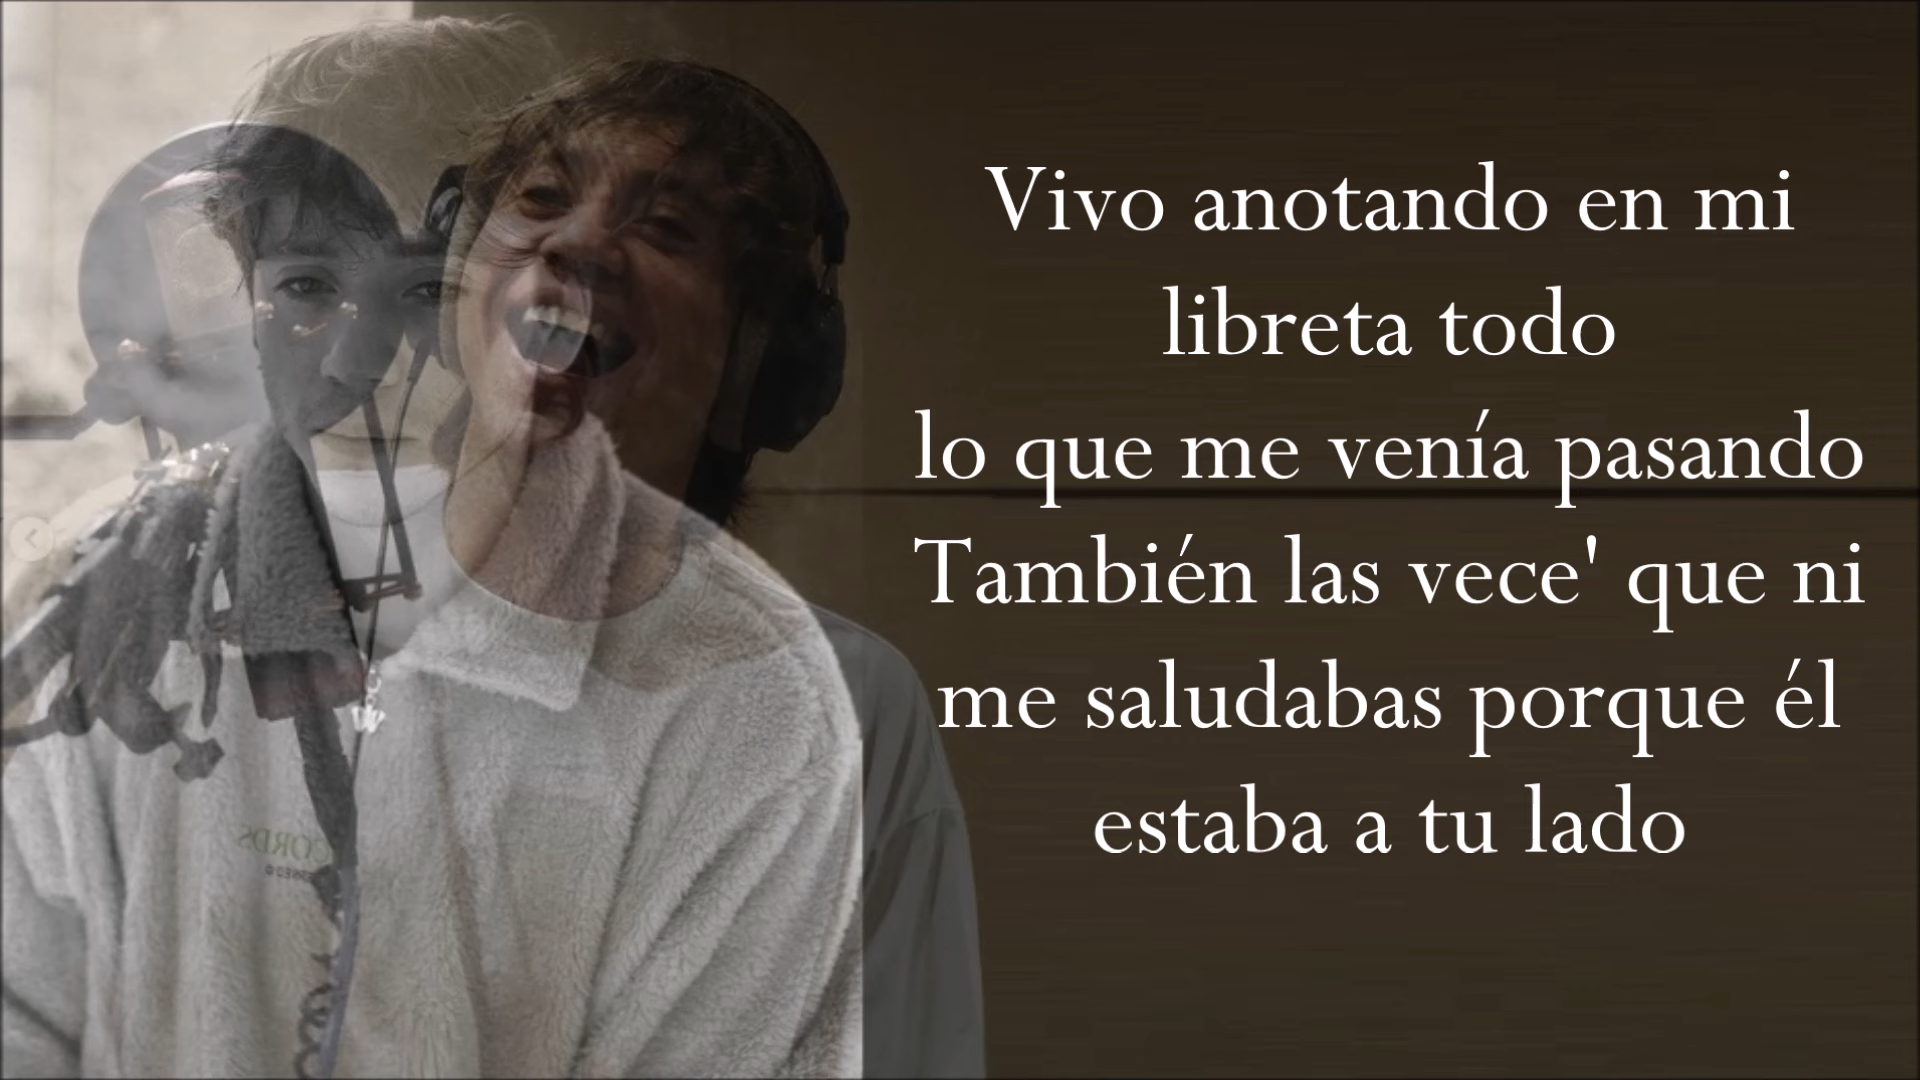 Vivo anotando en mi
libreta todo
lo que me venía pasando
También las vece' que ni
me saludabas porque él
estaba a tu lado